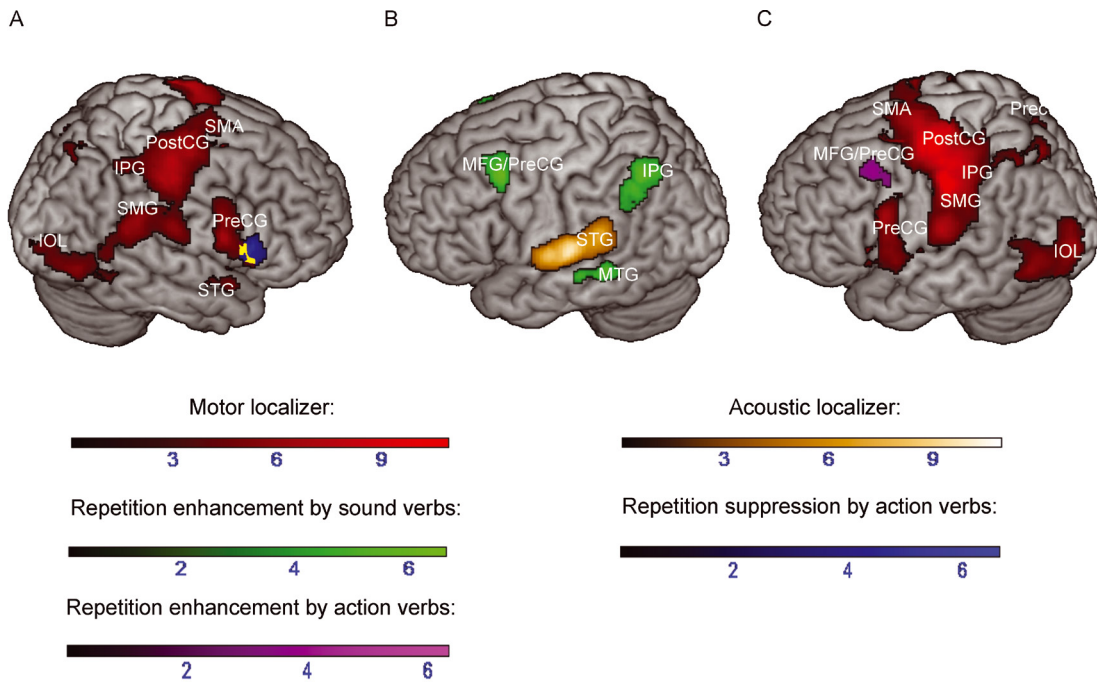 A
B
C
SMA
PostCG
IPG
SMG
PreCG
IOL
STG
MFG/PreCG
IPG
STG
MTG
SMA
PostCG
Prec
MFG/PreCG
IPG
SMG
PreCG
IOL
Motor localizer:
3 6 9
Repetition enhancement by sound verbs:
2 4 6
Repetition enhancement by action verbs:
2 4 6
Acoustic localizer:
3 6 9
Repetition suppression by action verbs:
2 4 6